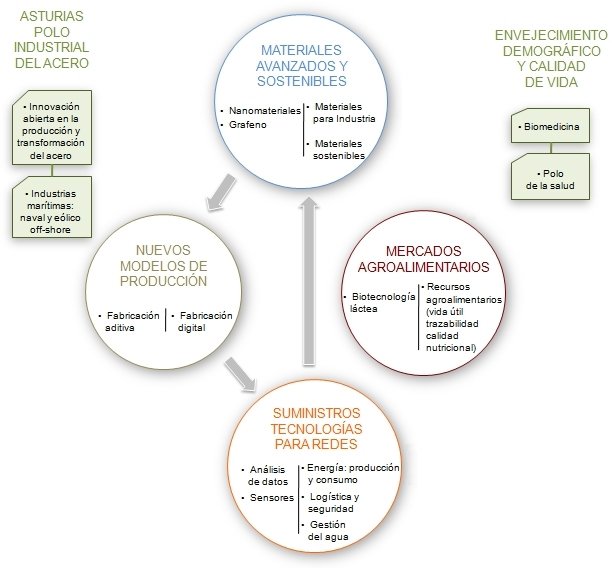 ASTURIAS
POLO
INDUSTRIAL
DEL ACERO
• Innovación
abierta en la
producción y
transformación
del acero
• Industrias
marítimas:
naval y eólico
off-shore
MATERIALES
AVANZADOS Y
SOSTENIBLES
• Nanomateriales
• Grafeno
• Materiales
para Industria
• Materiales
sostenibles
ENVEJECIMIENTO
DEMOGRÁFICO
Y CALIDAD
DE VIDA
• Biomedicina
• Polo
de la salud
NUEVOS
MODELOS DE
PRODUCCIÓN
• Fabricación
aditiva
• Fabricación
digital
MERCADOS
AGROALIMENTARIOS
• Biotecnología
láctea
• Recursos
agroalimentarios
(vida útil
trazabilidad
calidad
nutricional)
SUMINISTROS
TECNOLOGÍAS
PARA REDES
• Análisis
de datos
• Sensores
• Energía: producción
y consumo
• Logística y
seguridad
• Gestión
del agua